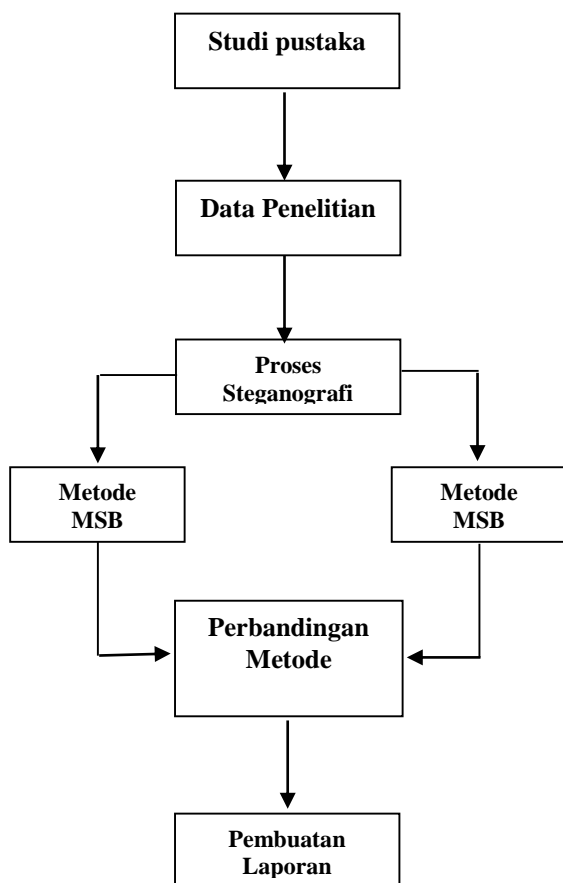 Studi pustaka
Data Penelitian
Proses
Steganografi
Metode
MSB
Metode
MSB
Perbandingan
Metode
Pembuatan
Laporan